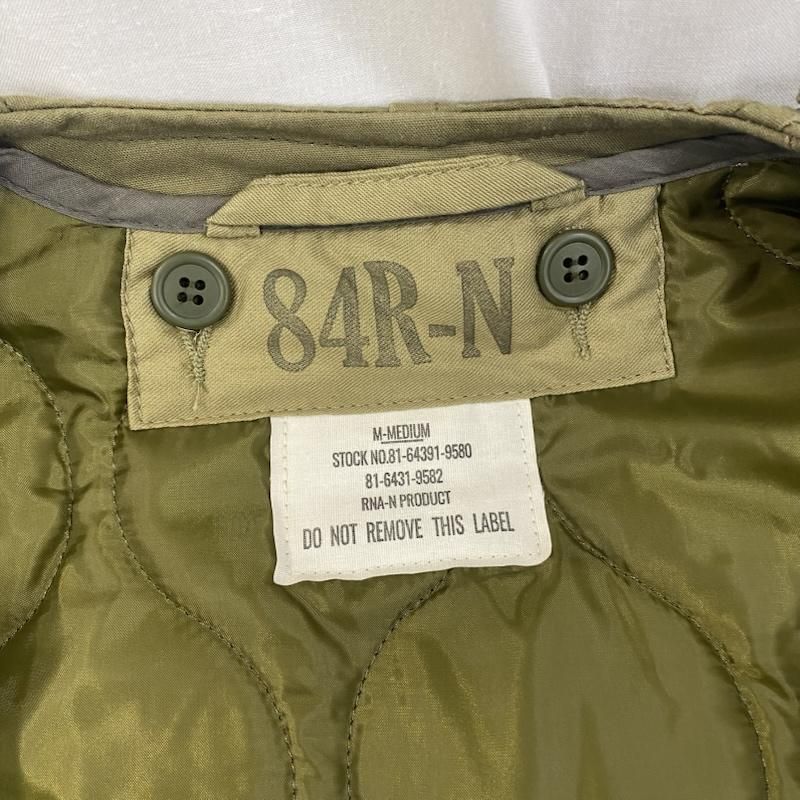 84R-N
M-MEDIUM
STOCK NO.81-64391-9580
81-6431-9582
RNA-N PRODUCT
DO NOT REMOVE THIS LABEL